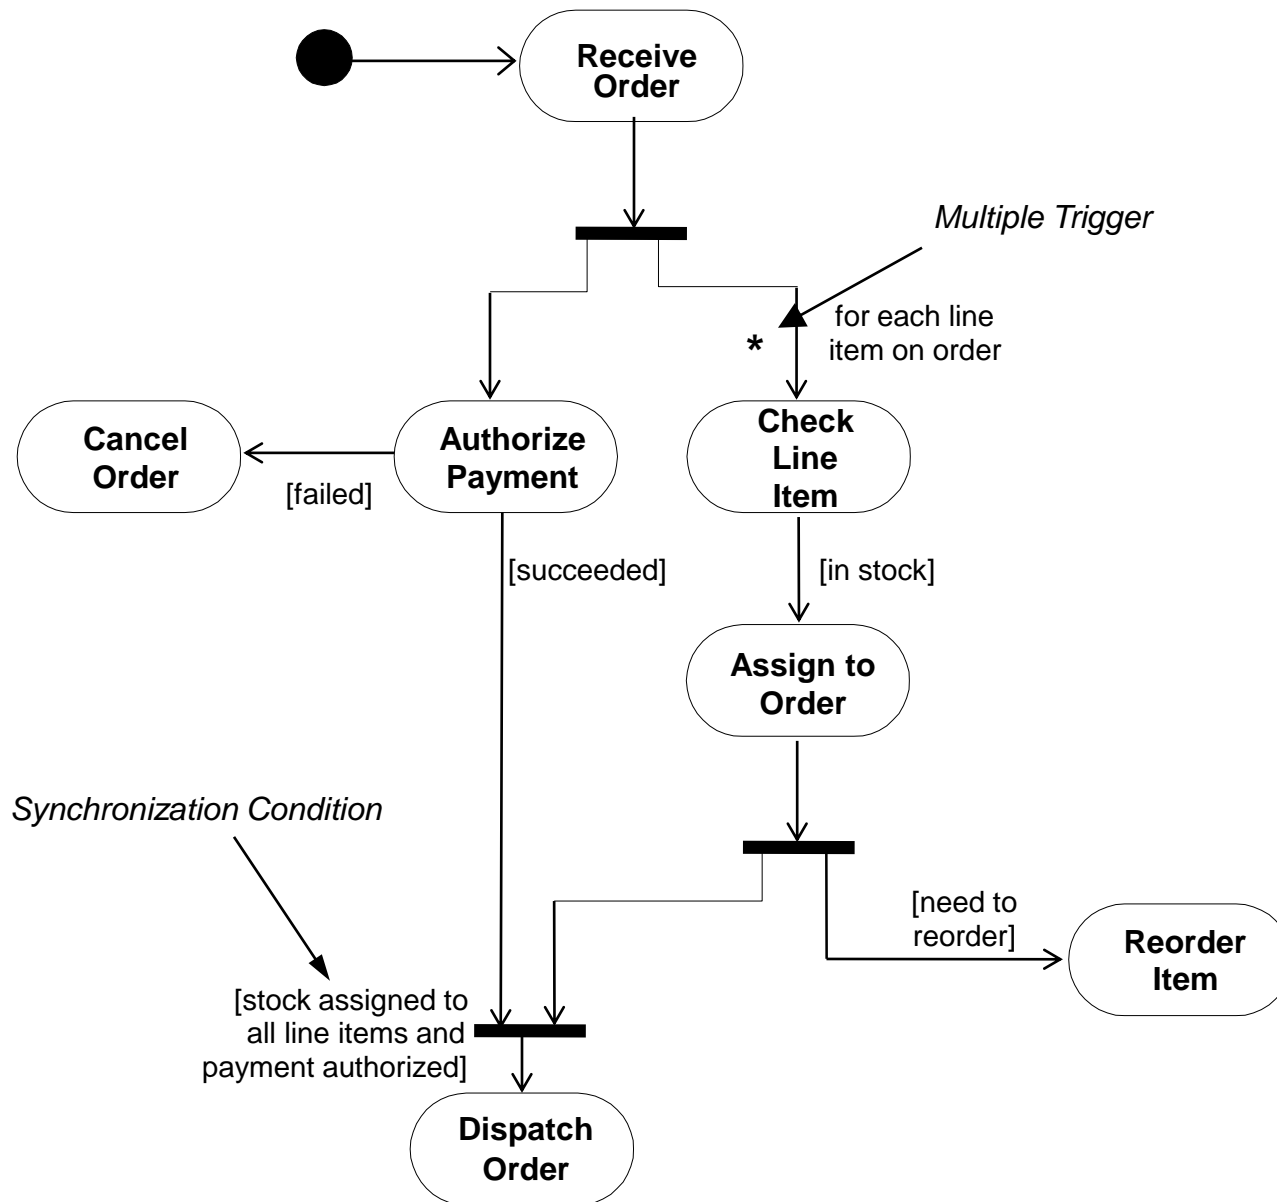 Receive
Order
Multiple Trigger
for each line
item on order
*
Cancel
Order
Authorize
Payment
Check
Line
Item
[failed]
[succeeded]
[in stock]
Assign to
Order
Synchronization Condition
[need to
reorder]
Reorder
Item
[stock assigned to
all line items and
payment authorized]
Dispatch
Order